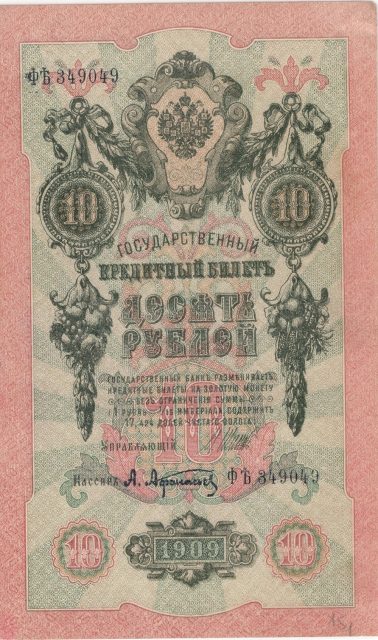 ФѢ 349049
10 10
ГОСУДАРСТВЕННЫЙ
КРЕДИТНЫЙ БИЛЕТЪ
ДЕСЯТЬ
РУБЛЕЙ
ГОСУДАРСТВЕННЫЙ БАНКЪ РАЗМѢНИВАЕТЪ
КРЕДИТНЫЕ БИЛЕТЫ НА ЗОЛОТУЮ МОНЕТУ
БЕЗЪ ОГРАНИЧЕНІЯ СУММЫ
(1 РУБЛЬ = 1/15 ИМПЕРІАЛА, СОДЕРЖИТЪ
17,424 ДОЛЕЙ ЧИСТАГО ЗОЛОТА).
10
УПРАВЛЯЮЩІЙ
Кассиръ А. Афанасьев ФѢ 349049
10 1909 10